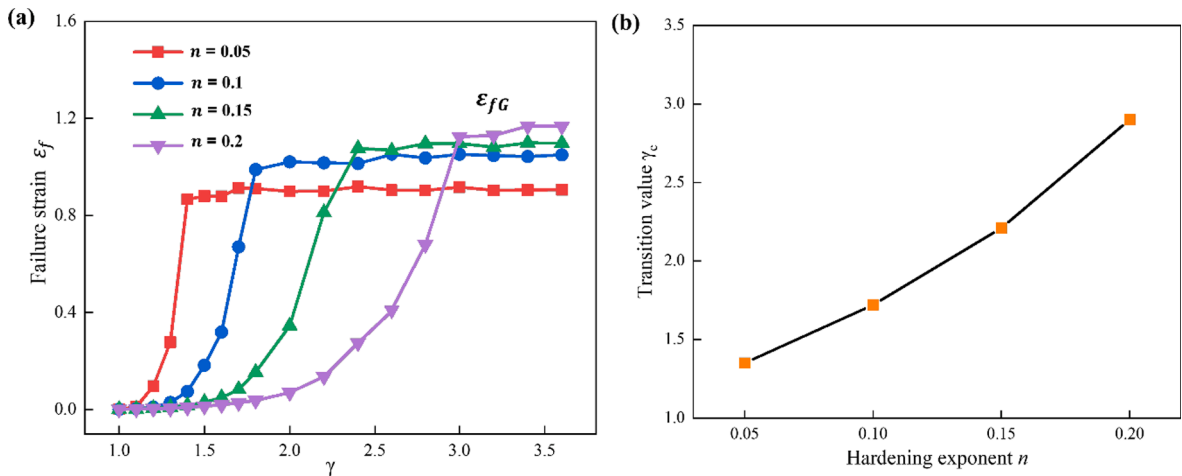 (a)
1.6
1.2
0.8
0.4
0.0
Failure strain εf
n = 0.05
n = 0.1
n = 0.15
n = 0.2
εfG
1.0 1.5 2.0 2.5 3.0 3.5
γ
(b)
3.5
3.0
2.5
2.0
1.5
1.0
Transition value γc
0.05 0.10 0.15 0.20
Hardening exponent n